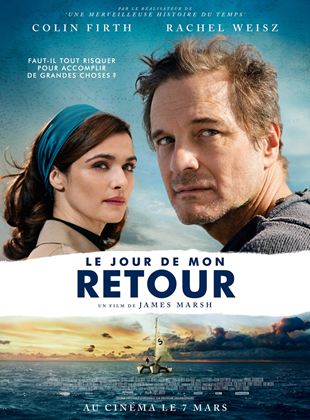 PAR LE RÉALISATEUR DE
"UNE MERVEILLEUSE HISTOIRE DU TEMPS"
COLIN FIRTH RACHEL WEISZ
FAUT-IL TOUT RISQUER
POUR ACCOMPLIR
DE GRANDES CHOSES ?
LE JOUR DE MON
RETOUR
UN FILM DE JAMES MARSH
AU CINÉMA LE 7 MARS